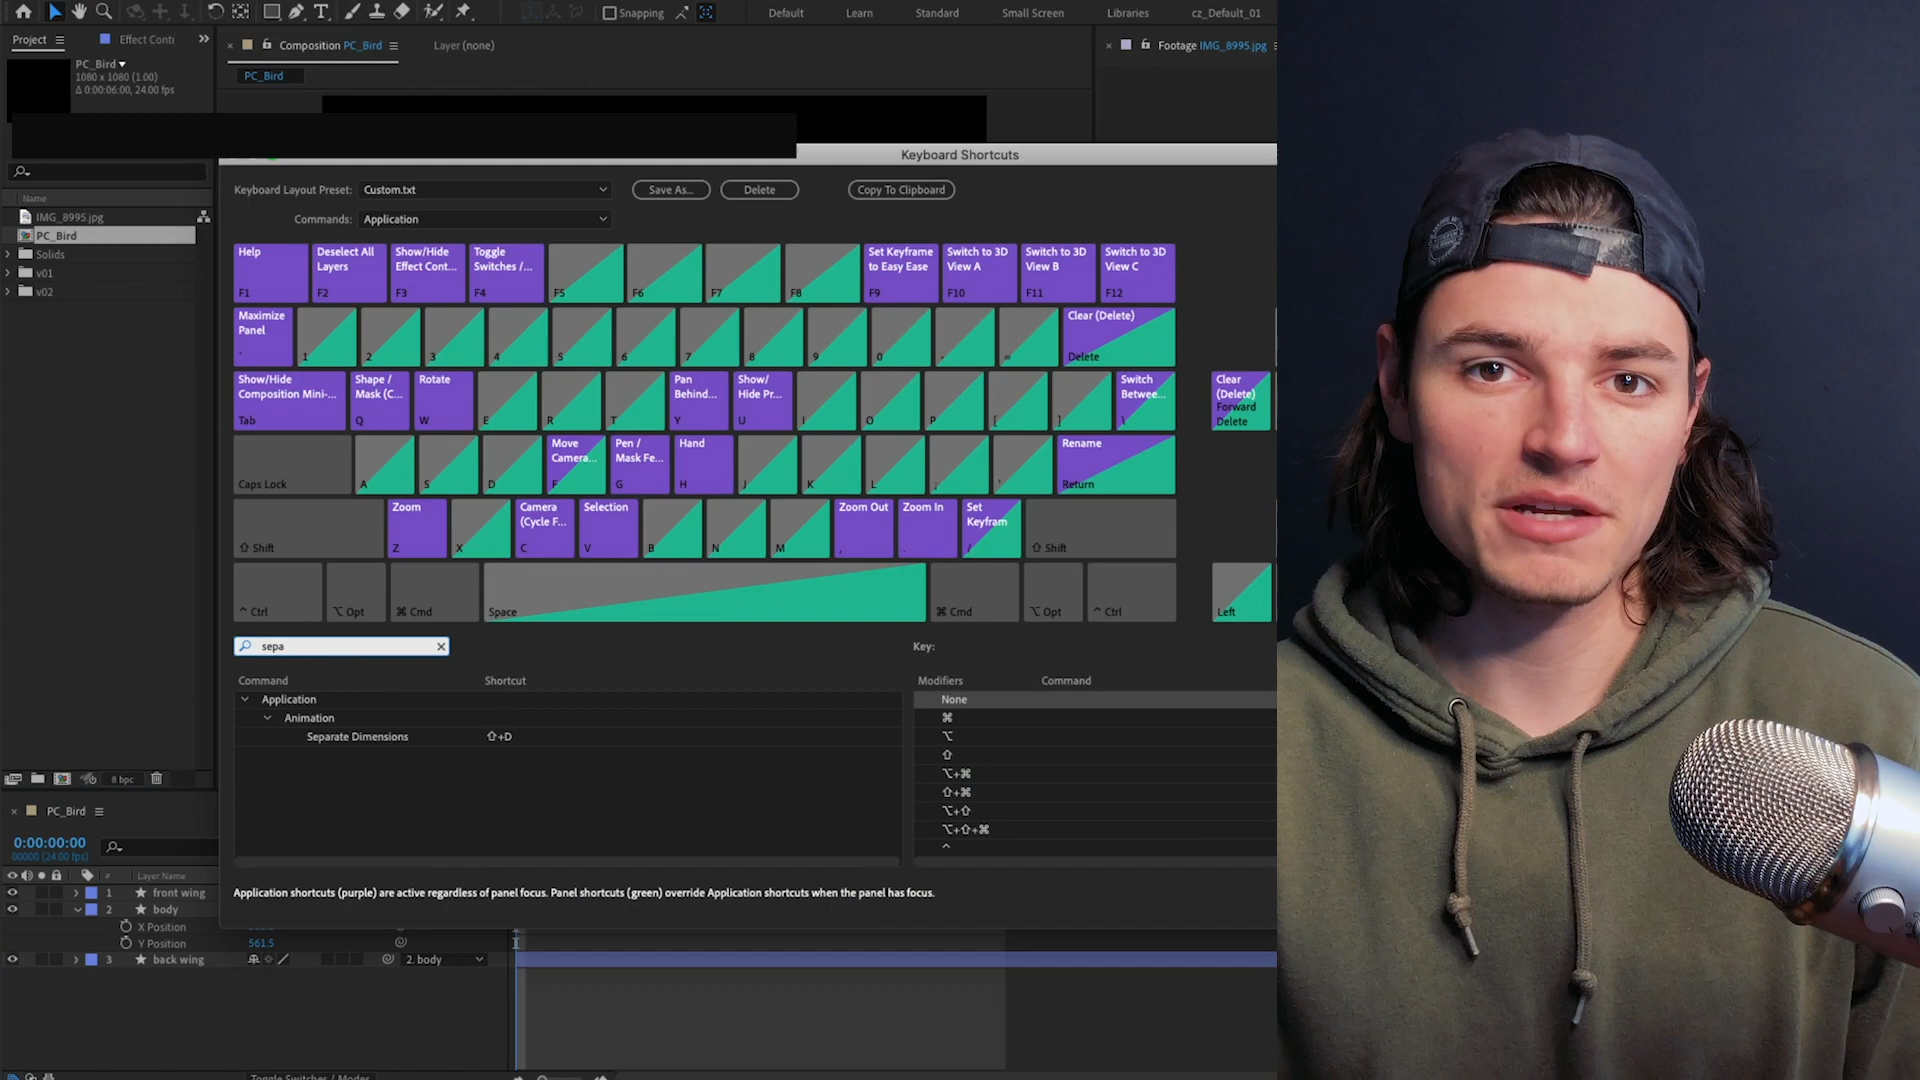 Snapping
Default
Learn
Standard
Small Screen
Libraries
cz_Default_01
Project
Effect Conti
Composition PC_Bird
Layer (none)
Footage IMG_8995.jpg
PC_Bird
1080 x 1080 (1.00)
Δ 0:00:06:00, 24.00 fps
PC_Bird
Keyboard Shortcuts
Keyboard Layout Preset:
Custom.txt
Save As...
Delete
Copy To Clipboard
Commands:
Application
Name
IMG_8995.jpg
PC_Bird
Solids
v01
v02
Help
F1
Deselect All Layers
F2
Show/Hide Effect Cont...
F3
Toggle Switches /...
F4
F5
F6
F7
F8
Set Keyframe to Easy Ease
F9
Switch to 3D View A
F10
Switch to 3D View B
F11
Switch to 3D View C
F12
Maximize Panel
`
1
2
3
4
5
6
7
8
9
0
-
=
Clear (Delete)
Delete
Show/Hide Composition Mini-...
Tab
Shape / Mask (C...
Q
Rotate
W
E
R
T
Pan Behind...
Y
Show/ Hide Pr...
U
I
O
P
[
]
Switch Betwee...
\
Clear (Delete)
Forward Delete
Caps Lock
A
S
D
Move Camera...
F
Pen / Mask Fe...
G
Hand
H
J
K
L
;
'
Rename
Return
⇧ Shift
Zoom
Z
X
Camera (Cycle F...
C
Selection
V
B
N
M
Zoom Out
,
Zoom In
.
Set Keyfram
/
⇧ Shift
^ Ctrl
⌥ Opt
⌘ Cmd
Space
⌘ Cmd
⌥ Opt
^ Ctrl
Left
sepa
Key:
Command
Shortcut
Application
Animation
Separate Dimensions
⇧+D
Modifiers
Command
None
⌘
⌥
⇧
⌥+⌘
⇧+⌘
⌥+⇧
⌥+⇧+⌘
^
Application shortcuts (purple) are active regardless of panel focus. Panel shortcuts (green) override Application shortcuts when the panel has focus.
8 bpc
PC_Bird
0:00:00:00
00000 (24.00 fps)
#
Layer Name
1
front wing
2
body
X Position
Y Position
561.5
3
back wing
2. body
Toggle Switches / Modes